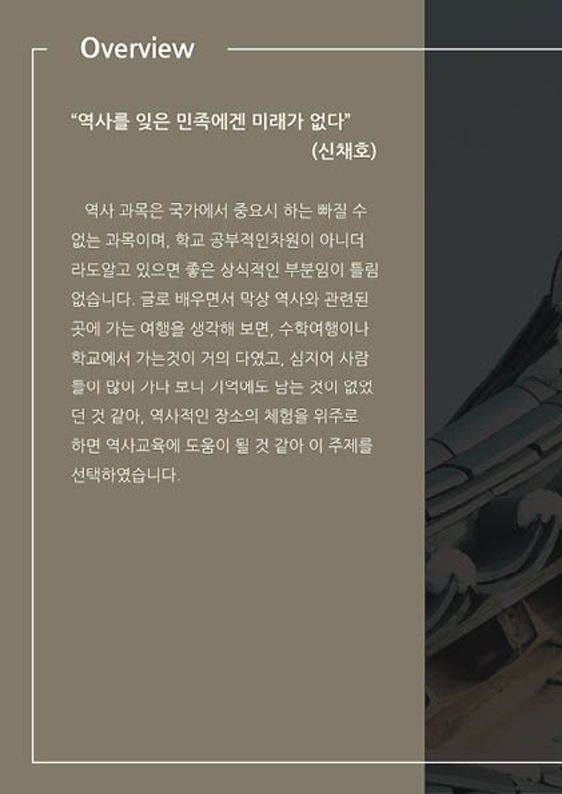 Overview
“역사를 잊은 민족에겐 미래가 없다”
(신채호)
역사 과목은 국가에서 중요시 하는 빠질 수
없는 과목이며, 학교 공부적인차원이 아니더
라도알고 있으면 좋은 상식적인 부분임이 틀림
없습니다. 글로 배우면서 막상 역사와 관련된
곳에 가는 여행을 생각해 보면, 수학여행이나
학교에서 가는것이 거의 다였고, 심지어 사람
들이 많이 가다 보니 기억에도 남는 것이 없었
던 것 같아, 역사적인 장소의 체험을 위주로
하면 역사교육에 도움이 될 것 같아 이 주제를
선택하였습니다.